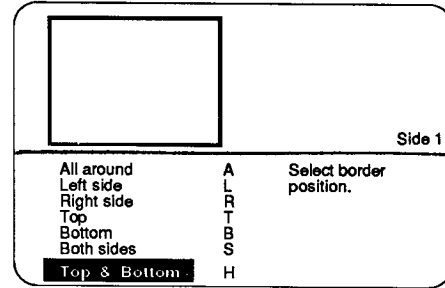 Side 1
All around A Select border
Left side L position.
Right side R
Top T
Bottom B
Both sides S
Top & Bottom H